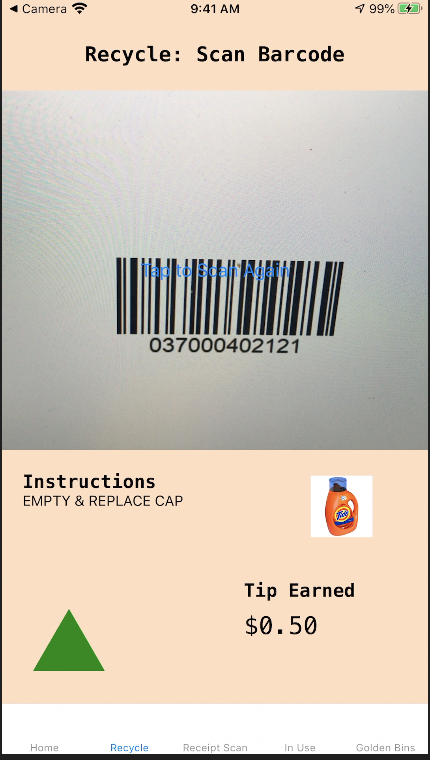 ◀ Camera 9:41 AM 99%
Recycle: Scan Barcode
Tap to Scan Again
037000402121
Instructions
EMPTY & REPLACE CAP
Tide
Tip Earned
$0.50
Home Recycle Receipt Scan In Use Golden Bins